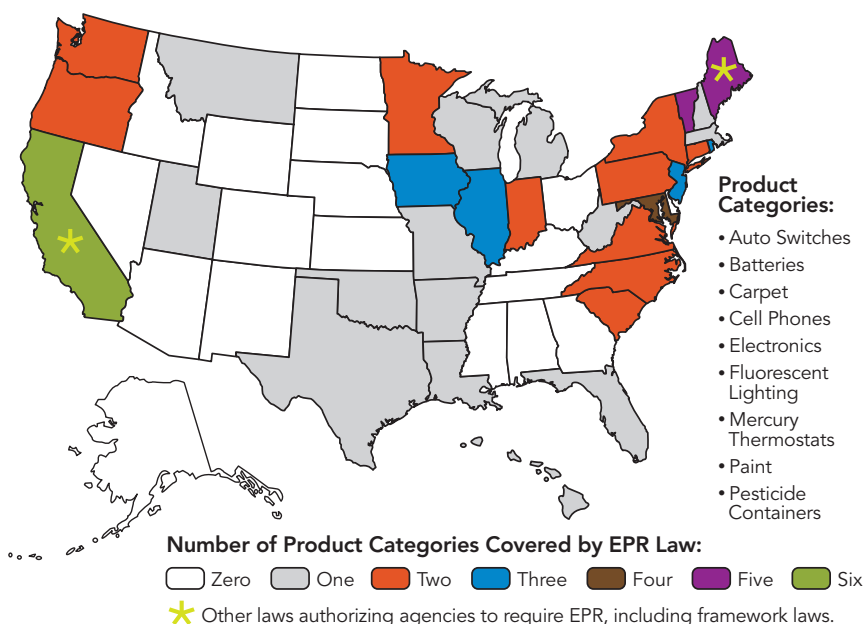 Product
Categories:
• Auto Switches
• Batteries
• Carpet
• Cell Phones
• Electronics
• Fluorescent
Lighting
• Mercury
Thermostats
• Paint
• Pesticide
Containers
Number of Product Categories Covered by EPR Law:
Zero One Two Three Four Five Six
Other laws authorizing agencies to require EPR, including framework laws.